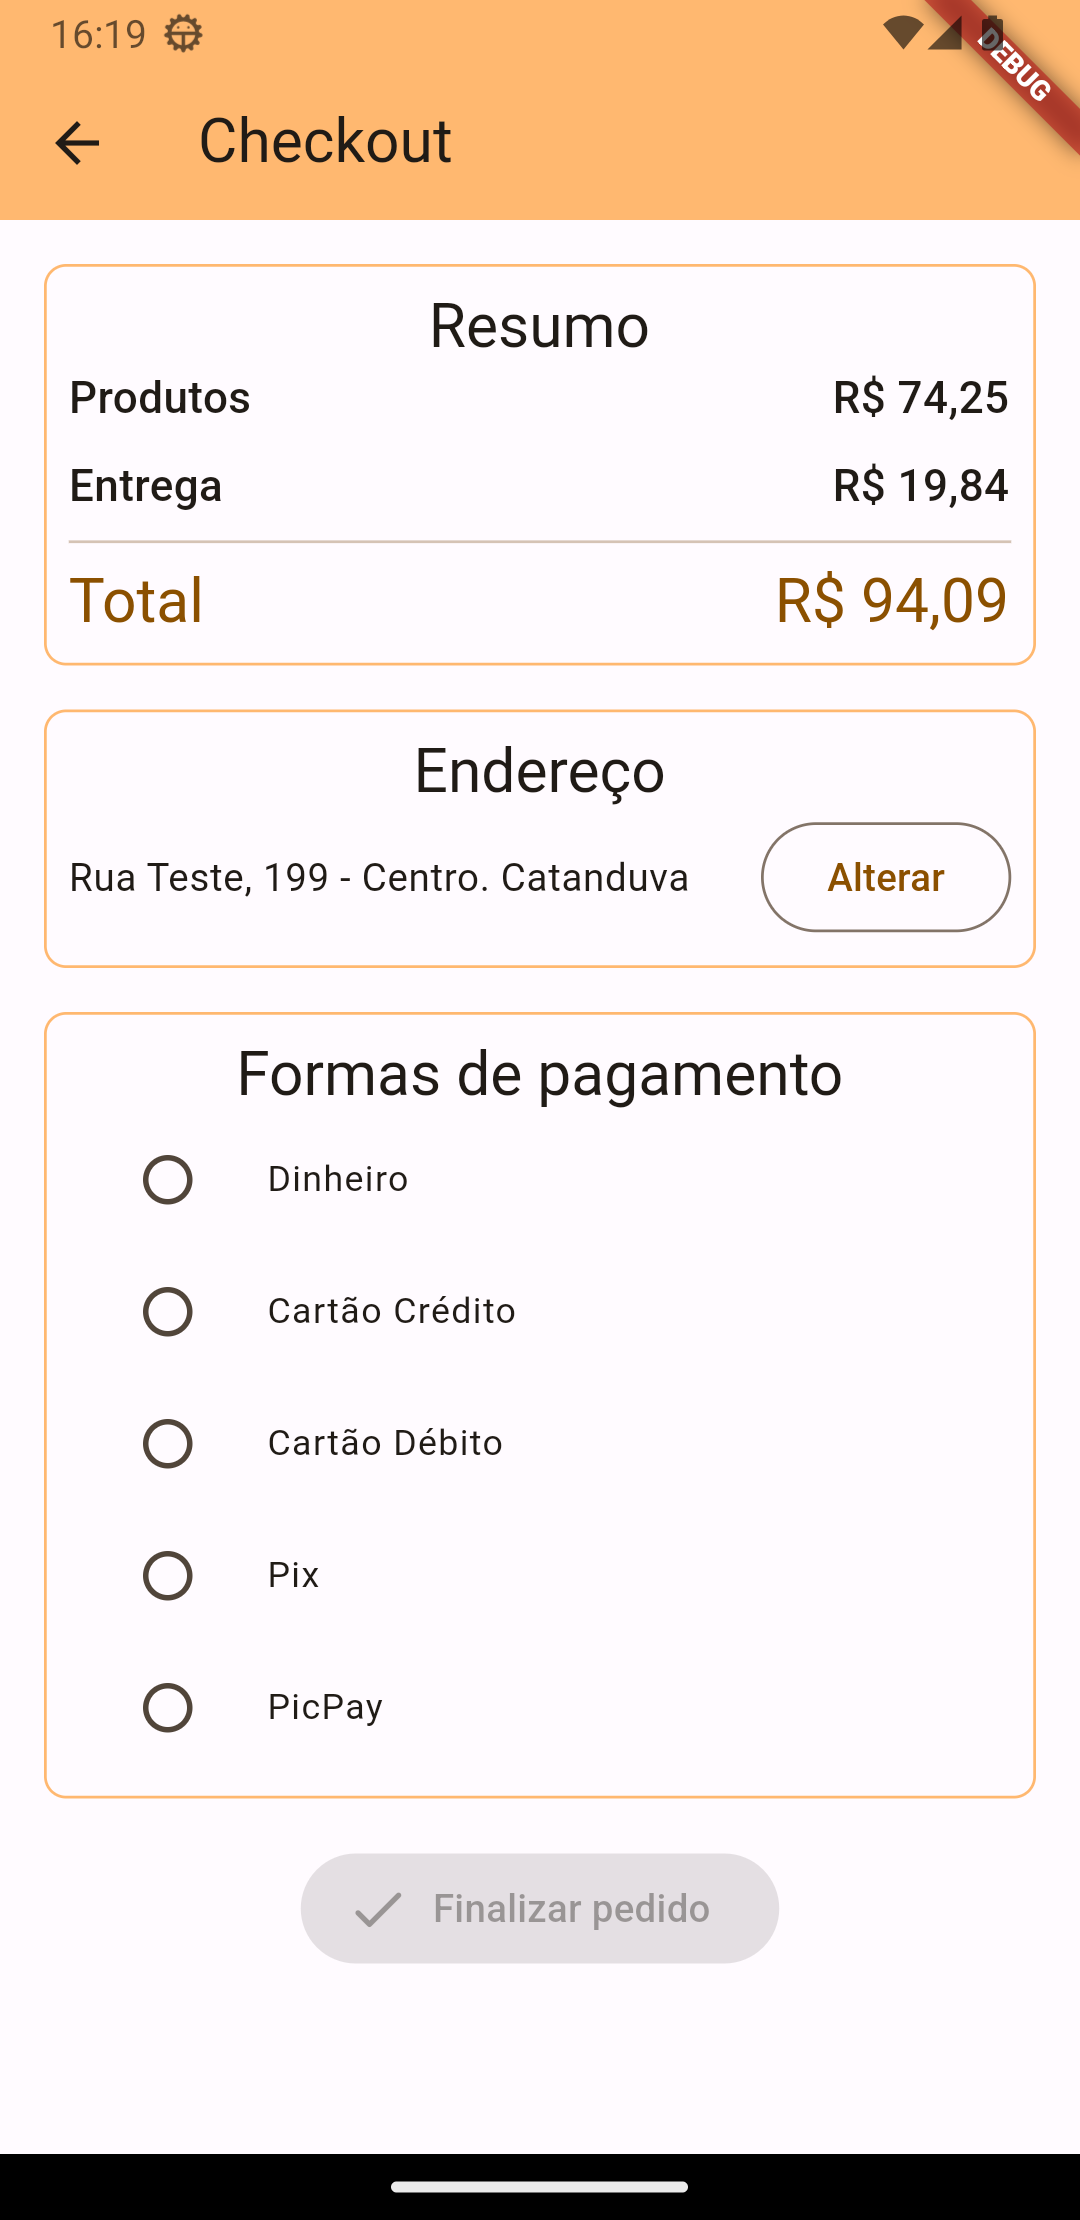 16:19
DEBUG
Checkout
Resumo
Produtos R$ 74,25
Entrega R$ 19,84
Total R$ 94,09
Endereço
Rua Teste, 199 - Centro. Catanduva Alterar
Formas de pagamento
Dinheiro
Cartão Crédito
Cartão Débito
Pix
PicPay
Finalizar pedido